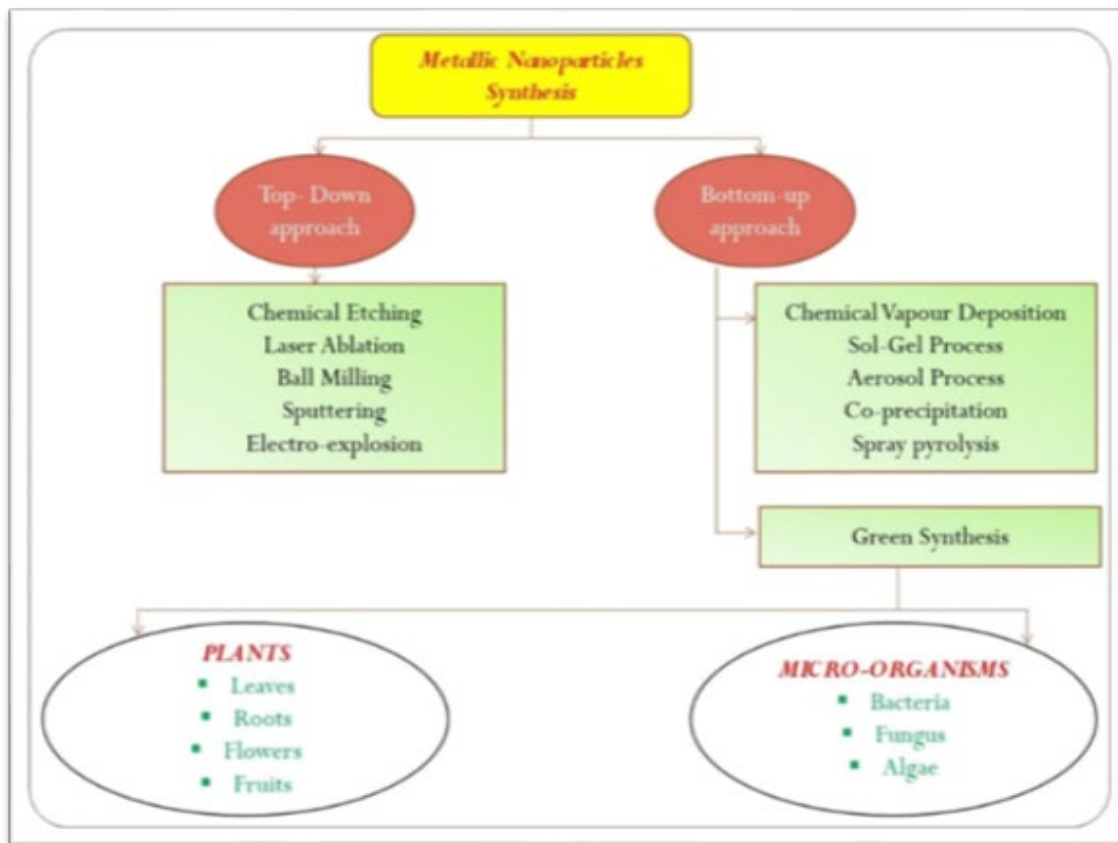 Metallic Nanoparticles
Synthesis
Top- Down
approach
Bottom-up
approach
Chemical Etching
Laser Ablation
Ball Milling
Sputtering
Electro-explosion
Chemical Vapour Deposition
Sol-Gel Process
Aerosol Process
Co-precipitation
Spray pyrolysis
Green Synthesis
PLANTS
▪ Leaves
▪ Roots
▪ Flowers
▪ Fruits
MICRO-ORGANISMS
▪ Bacteria
▪ Fungus
▪ Algae